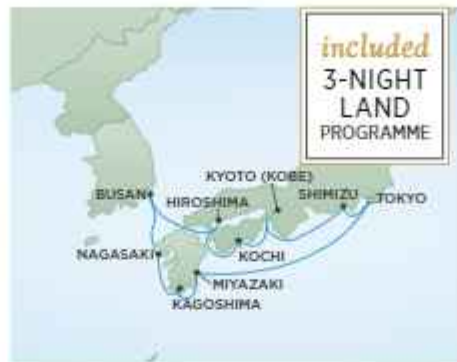 included
3-NIGHT
LAND
PROGRAMME
KYOTO (KOBE)
BUSAN
HIROSHIMA
SHIMIZU
TOKYO
NAGASAKI
KOCHI
MIYAZAKI
KAGOSHIMA